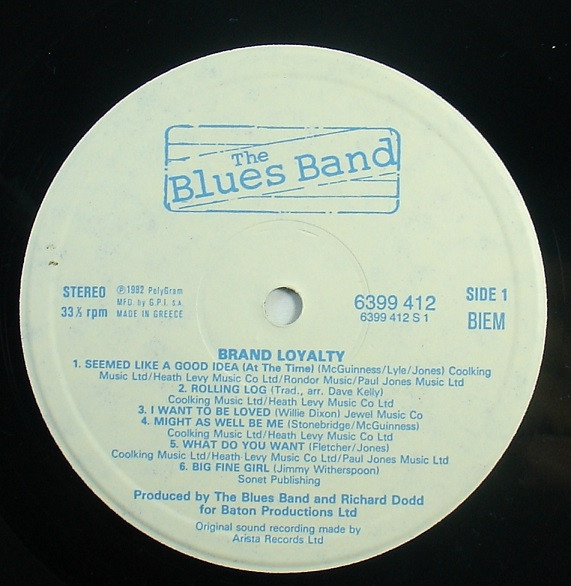 The
Blues Band
STEREO
33⅓ rpm
℗1982 PolyGram
MFD. by G.P.I. s.a.
MADE IN GREECE
6399 412
6399 412 S 1
SIDE 1
BIEM
BRAND LOYALTY
1. SEEMED LIKE A GOOD IDEA (At The Time) (McGuinness/Lyle/Jones) Coolking
Music Ltd/Heath Levy Music Co Ltd/Rondor Music/Paul Jones Music Ltd
2. ROLLING LOG (Trad., arr. Dave Kelly)
Coolking Music Ltd/Heath Levy Music Co Ltd
3. I WANT TO BE LOVED (Willie Dixon) Jewel Music Co
4. MIGHT AS WELL BE ME (Stonebridge/McGuinness)
Coolking Music Ltd/Heath Levy Music Co Ltd
5. WHAT DO YOU WANT (Fletcher/Jones)
Coolking Music Ltd/Heath Levy Music Co Ltd/Paul Jones Music Ltd
6. BIG FINE GIRL (Jimmy Witherspoon)
Sonet Publishing
Produced by The Blues Band and Richard Dodd
for Baton Productions Ltd
Original sound recording made by
Arista Records Ltd